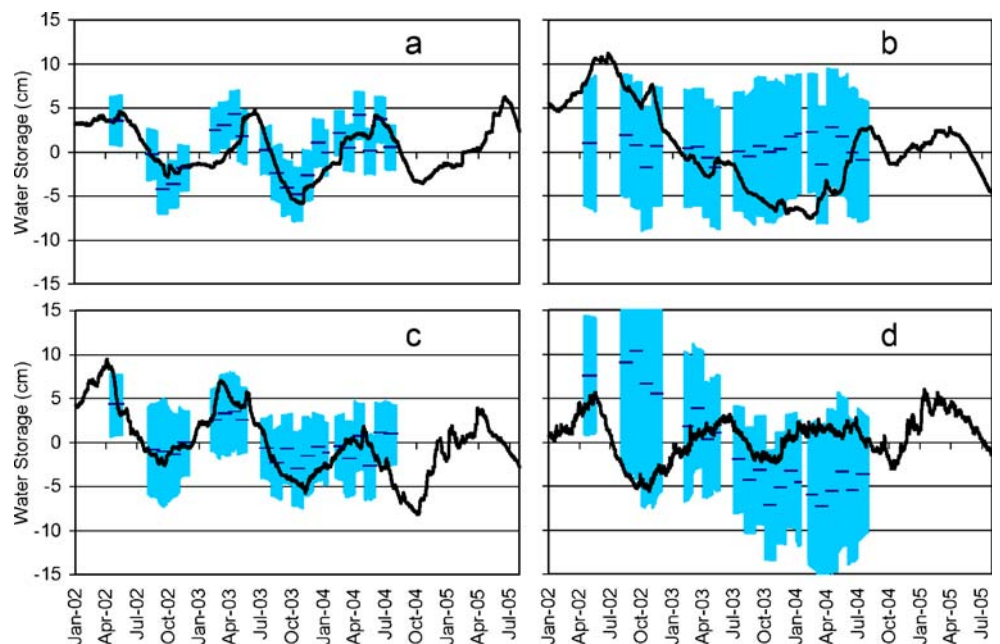 15
10
5
0
-5
-10
-15
Water Storage (cm)
a
b
15
10
5
0
-5
-10
-15
Water Storage (cm)
c
d
Jan-02
Apr-02
Jul-02
Oct-02
Jan-03
Apr-03
Jul-03
Oct-03
Jan-04
Apr-04
Jul-04
Oct-04
Jan-05
Apr-05
Jul-05
Jan-02
Apr-02
Jul-02
Oct-02
Jan-03
Apr-03
Jul-03
Oct-03
Jan-04
Apr-04
Jul-04
Oct-04
Jan-05
Apr-05
Jul-05